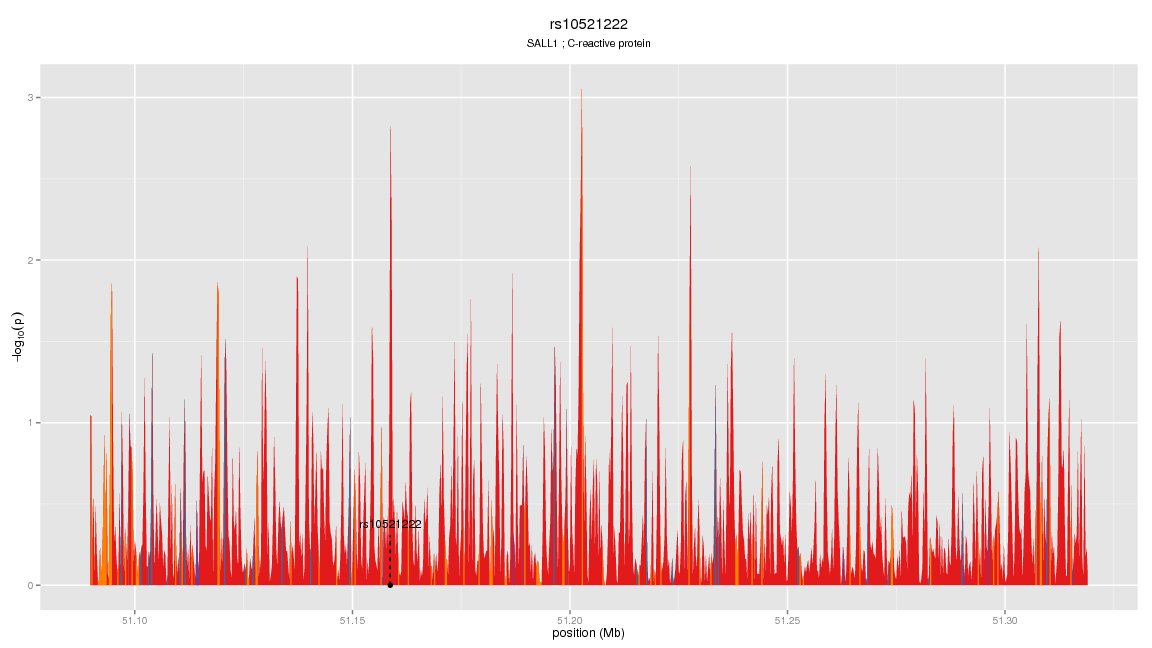 rs10521222
SALL1 ; C-reactive protein
3
2
1
0
−log10(p)
rs10521222
51.10 51.15 51.20 51.25 51.30
position (Mb)